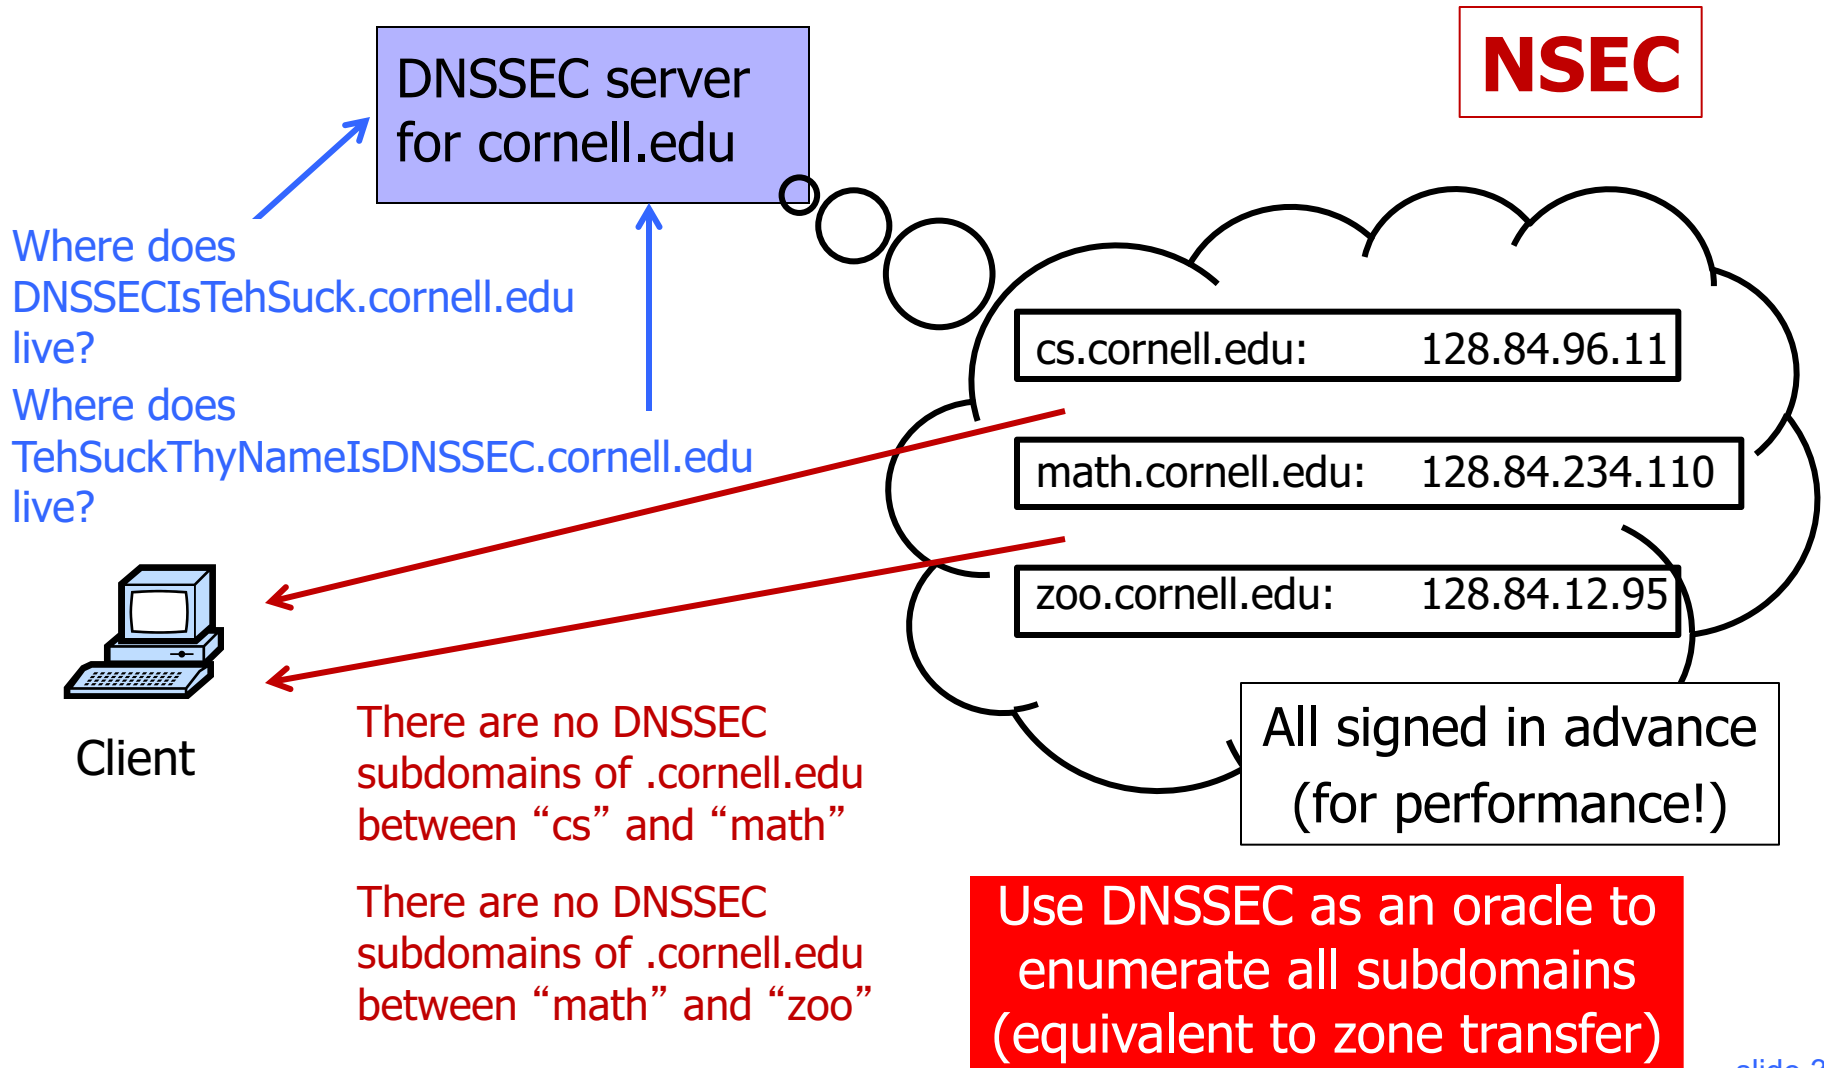 NSEC
DNSSEC server
for cornell.edu
Where does
DNSSECIsTehSuck.cornell.edu
live?
Where does
TehSuckThyNameIsDNSSEC.cornell.edu
live?
cs.cornell.edu: 128.84.96.11
math.cornell.edu: 128.84.234.110
zoo.cornell.edu: 128.84.12.95
Client
There are no DNSSEC
subdomains of .cornell.edu
between “cs” and “math”
There are no DNSSEC
subdomains of .cornell.edu
between “math” and “zoo”
All signed in advance
(for performance!)
Use DNSSEC as an oracle to
enumerate all subdomains
(equivalent to zone transfer)